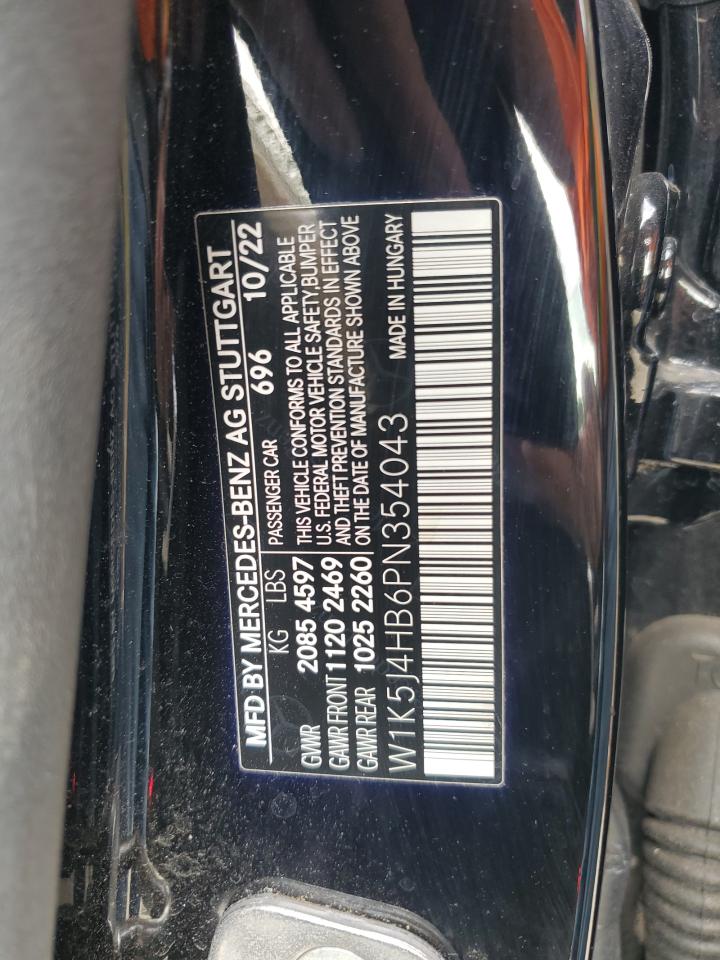 MFD BY MERCEDES-BENZ AG STUTTGART
KG LBS PASSENGER CAR 696 10/22
GVWR 2085 4597
GAWR FRONT 1120 2469
GAWR REAR 1025 2260
THIS VEHICLE CONFORMS TO ALL APPLICABLE
U.S. FEDERAL MOTOR VEHICLE SAFETY,BUMPER
AND THEFT PREVENTION STANDARDS IN EFFECT
ON THE DATE OF MANUFACTURE SHOWN ABOVE
W1K5J4HB6PN354043 MADE IN HUNGARY